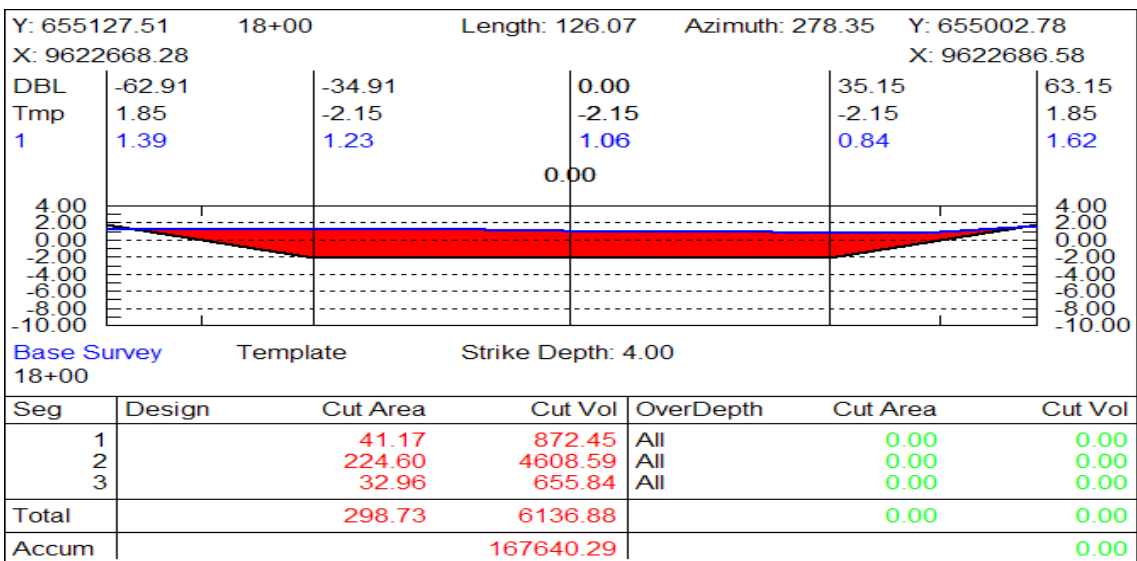 Y: 655127.51 18+00 Length: 126.07 Azimuth: 278.35 Y: 655002.78
X: 9622668.28 X: 9622686.58
DBL -62.91 -34.91 0.00 35.15 63.15
Tmp 1.85 -2.15 -2.15 -2.15 1.85
1 1.39 1.23 1.06 0.84 1.62
0.00
4.00 4.00
2.00 2.00
0.00 0.00
-2.00 -2.00
-4.00 -4.00
-6.00 -6.00
-8.00 -8.00
-10.00 -10.00
Base Survey Template Strike Depth: 4.00
18+00
Seg Design Cut Area Cut Vol OverDepth Cut Area Cut Vol
1 41.17 872.45 All 0.00 0.00
2 224.60 4608.59 All 0.00 0.00
3 32.96 655.84 All 0.00 0.00
Total 298.73 6136.88 0.00 0.00
Accum 167640.29 0.00